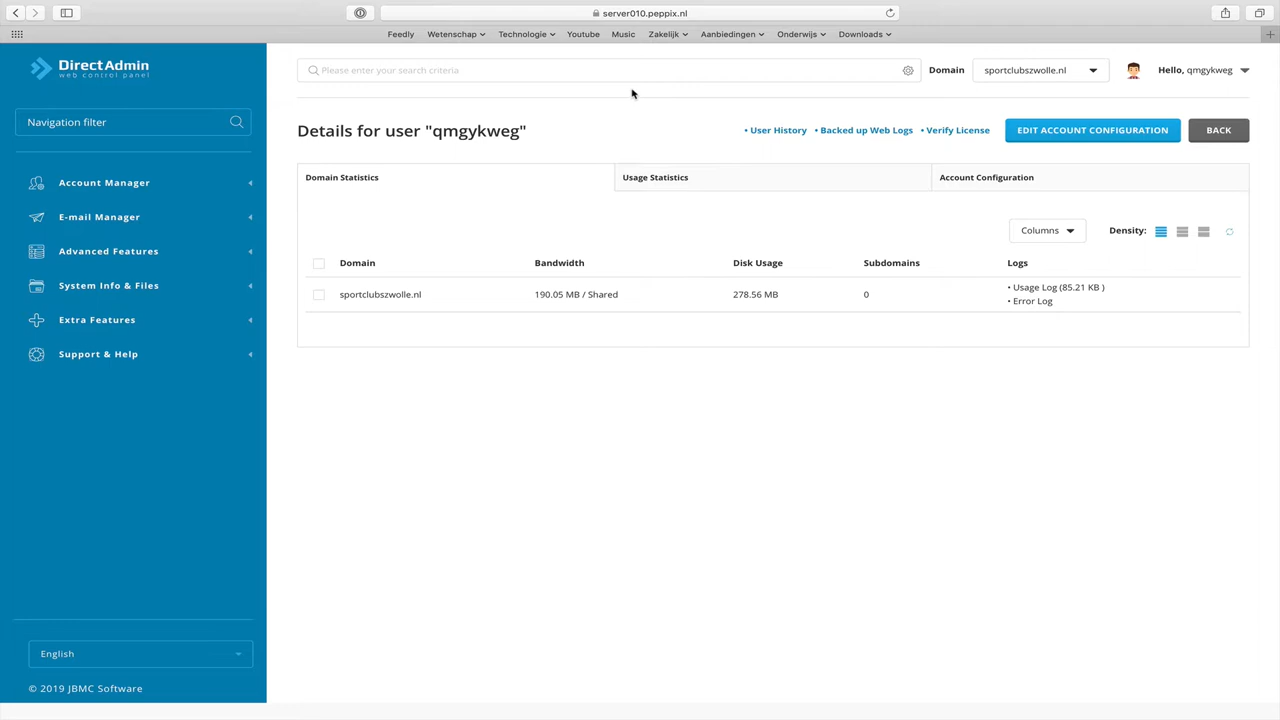 server010.peppix.nl
Feedly Wetenschap Technologie Youtube Music Zakelijk Aanbiedingen Onderwijs Downloads
DirectAdmin
web control panel
Please enter your search criteria
Domain
sportclubszwolle.nl
Hello, qmgykweg
Navigation filter
Details for user "qmgykweg"
• User History • Backed up Web Logs • Verify License
EDIT ACCOUNT CONFIGURATION
BACK
Domain Statistics
Usage Statistics
Account Configuration
Account Manager
E-mail Manager
Advanced Features
System Info & Files
Extra Features
Support & Help
Columns
Density:
Domain Bandwidth Disk Usage Subdomains Logs
sportclubszwolle.nl 190.05 MB / Shared 278.56 MB 0 • Usage Log (85.21 KB )
• Error Log
English
© 2019 JBMC Software